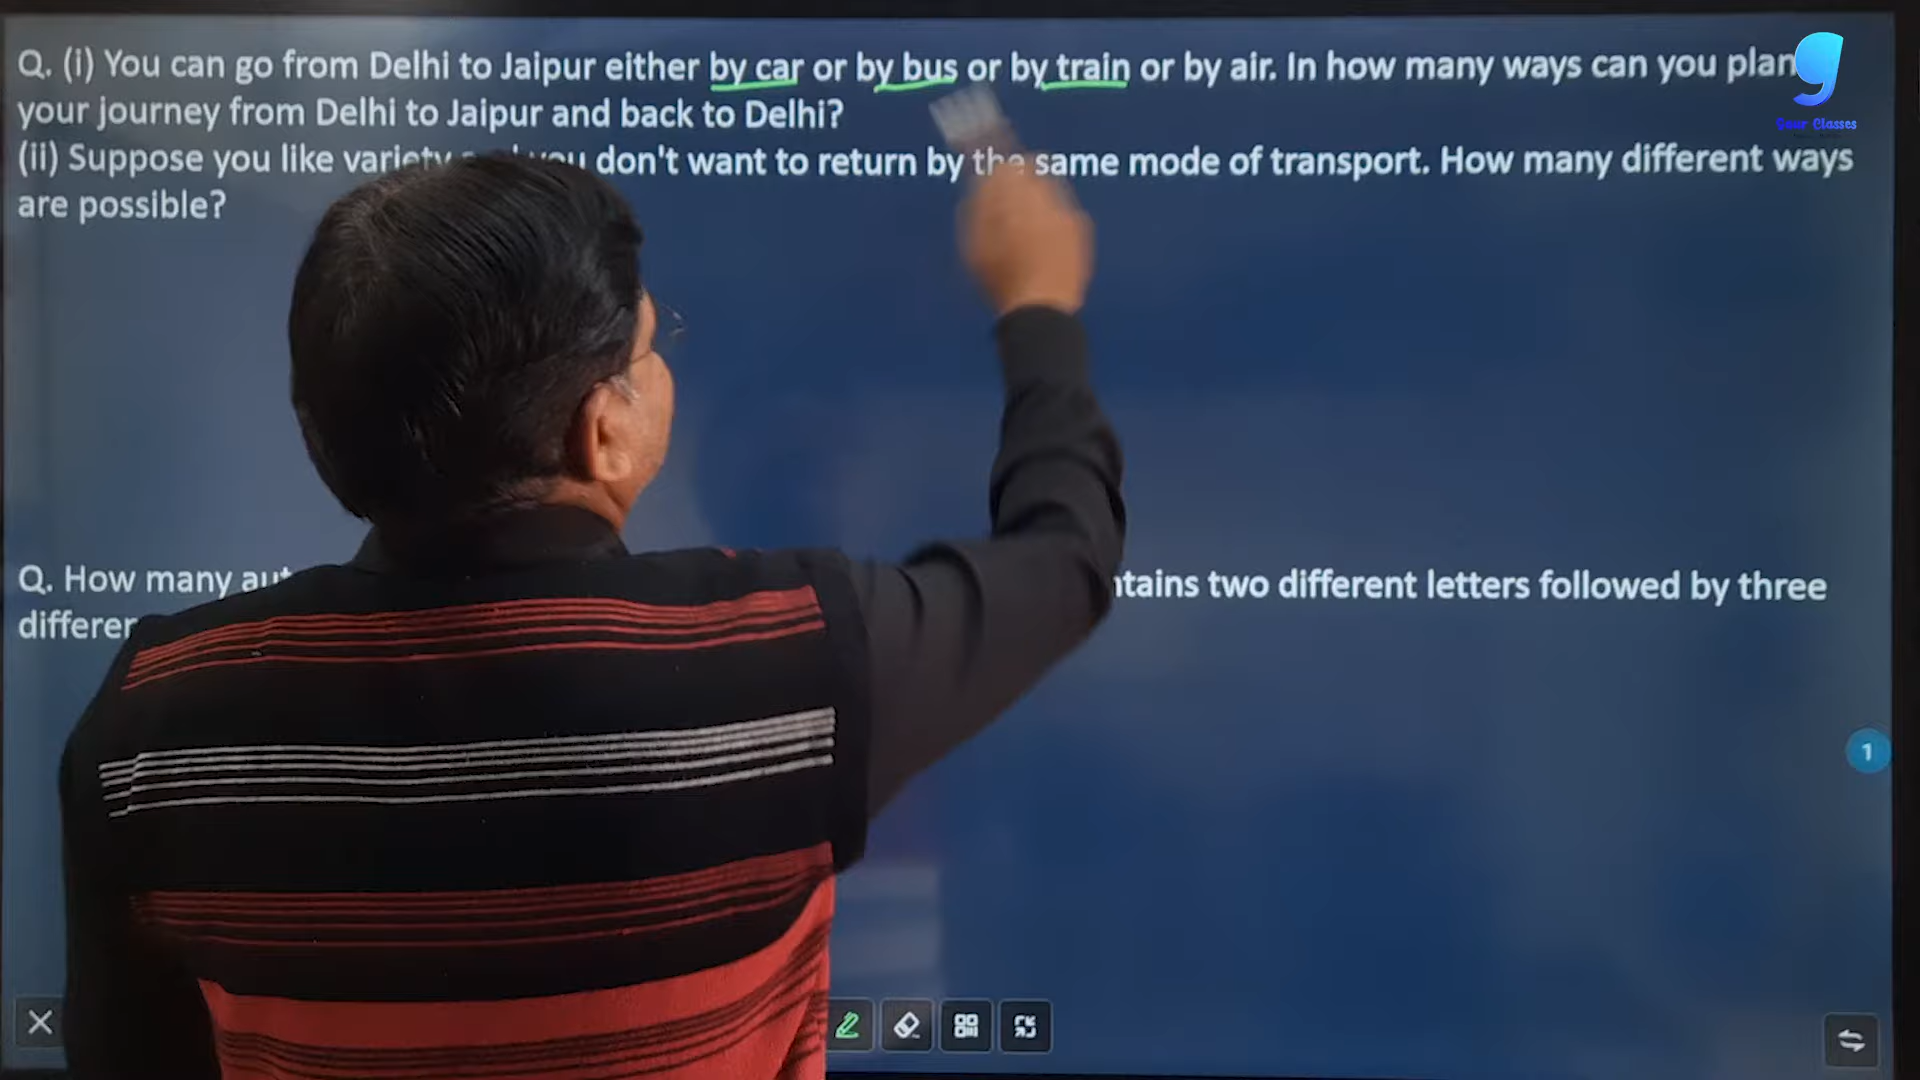 Q. (i) You can go from Delhi to Jaipur either by car or by bus or by train or by air. In how many ways can you plan
your journey from Delhi to Jaipur and back to Delhi?
(ii) Suppose you like variety you don't want to return by the same mode of transport. How many different ways
are possible?
Gaur Classes
Q. How many two different letters followed by three
1